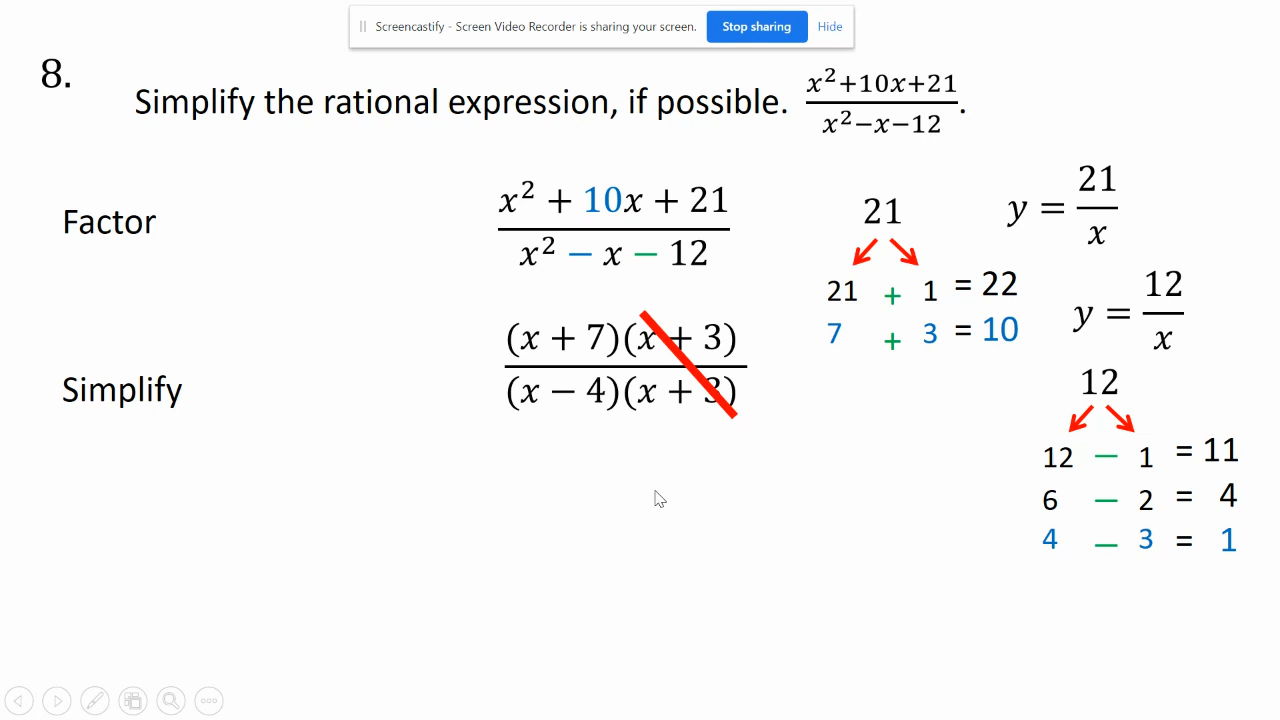 Screencastify - Screen Video Recorder is sharing your screen. Stop sharing Hide
8.
Simplify the rational expression, if possible. (x²+10x+21)/(x²−x−12).
Factor
x² + 10x + 21
x² − x − 12
21
21 + 1 = 22
7 + 3 = 10
y = 21/x
y = 12/x
Simplify
(x + 7)(x + 3)
(x − 4)(x + 3)
12
12 − 1 = 11
6 − 2 = 4
4 − 3 = 1